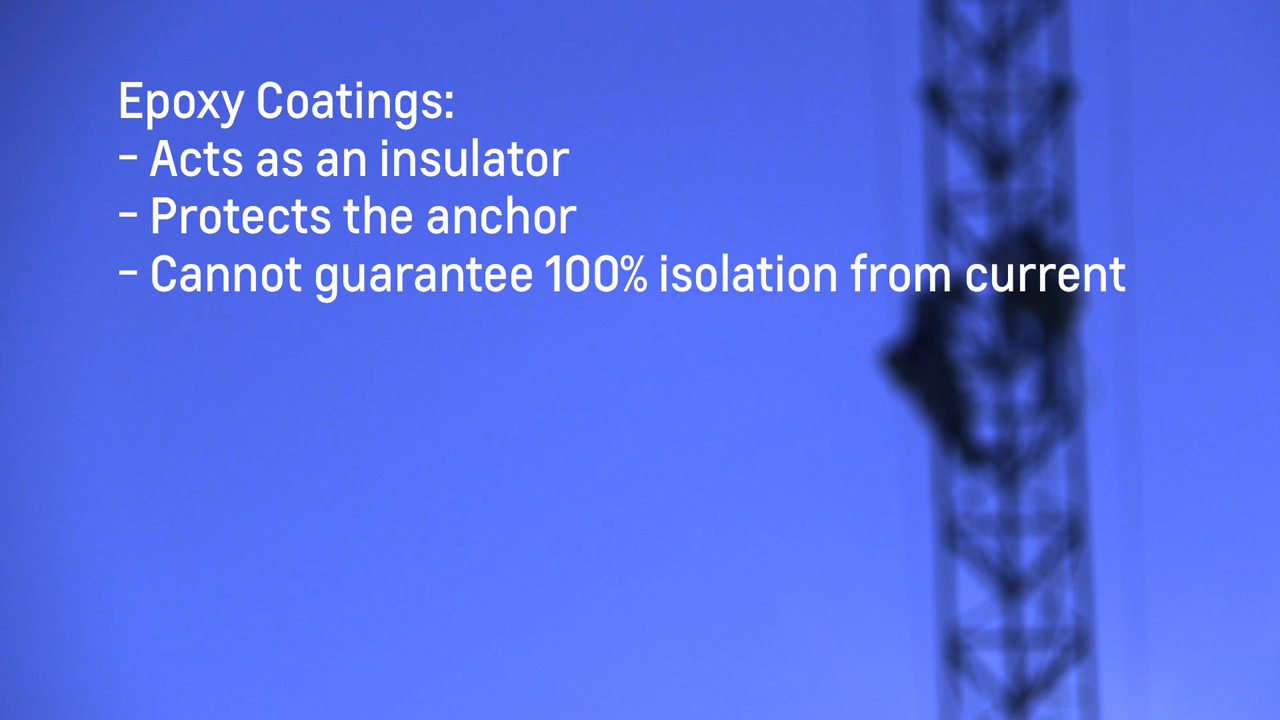 Epoxy Coatings:
– Acts as an insulator
– Protects the anchor
– Cannot guarantee 100% isolation from current